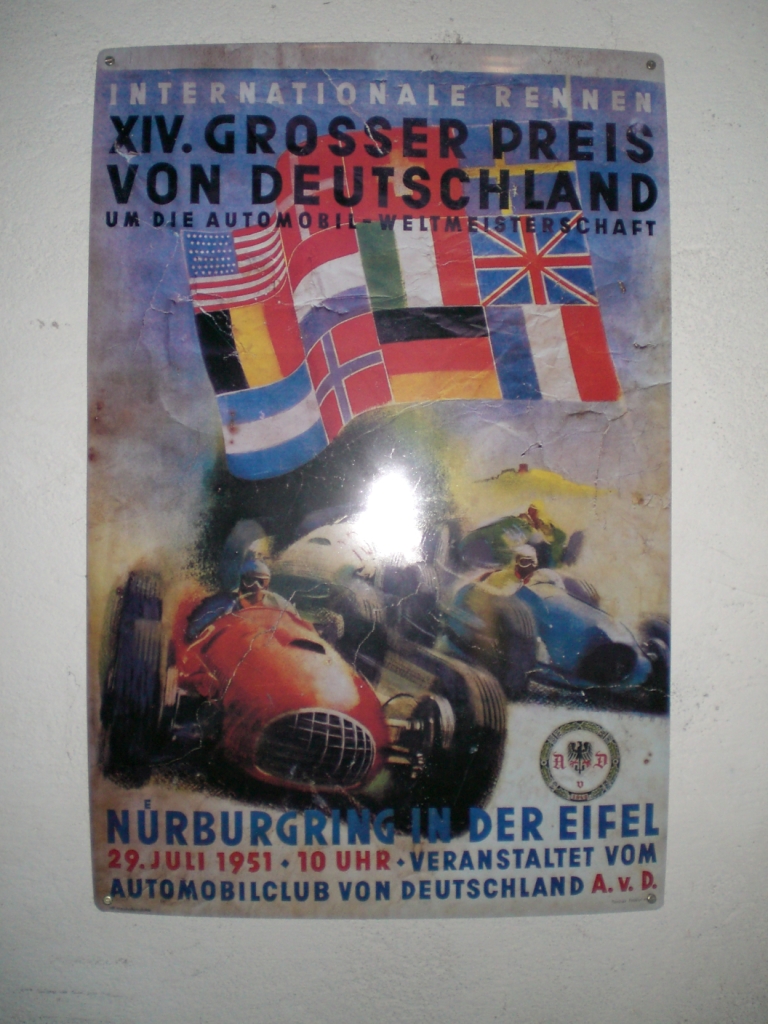 INTERNATIONALE RENNEN
XIV. GROSSER PREIS
VON DEUTSCHLAND
UM DIE AUTOMOBIL-WELTMEISTERSCHAFT
A D
V
NÜRBURGRING IN DER EIFEL
29. JULI 1951 · 10 UHR · VERANSTALTET VOM
AUTOMOBILCLUB VON DEUTSCHLAND A. v. D.